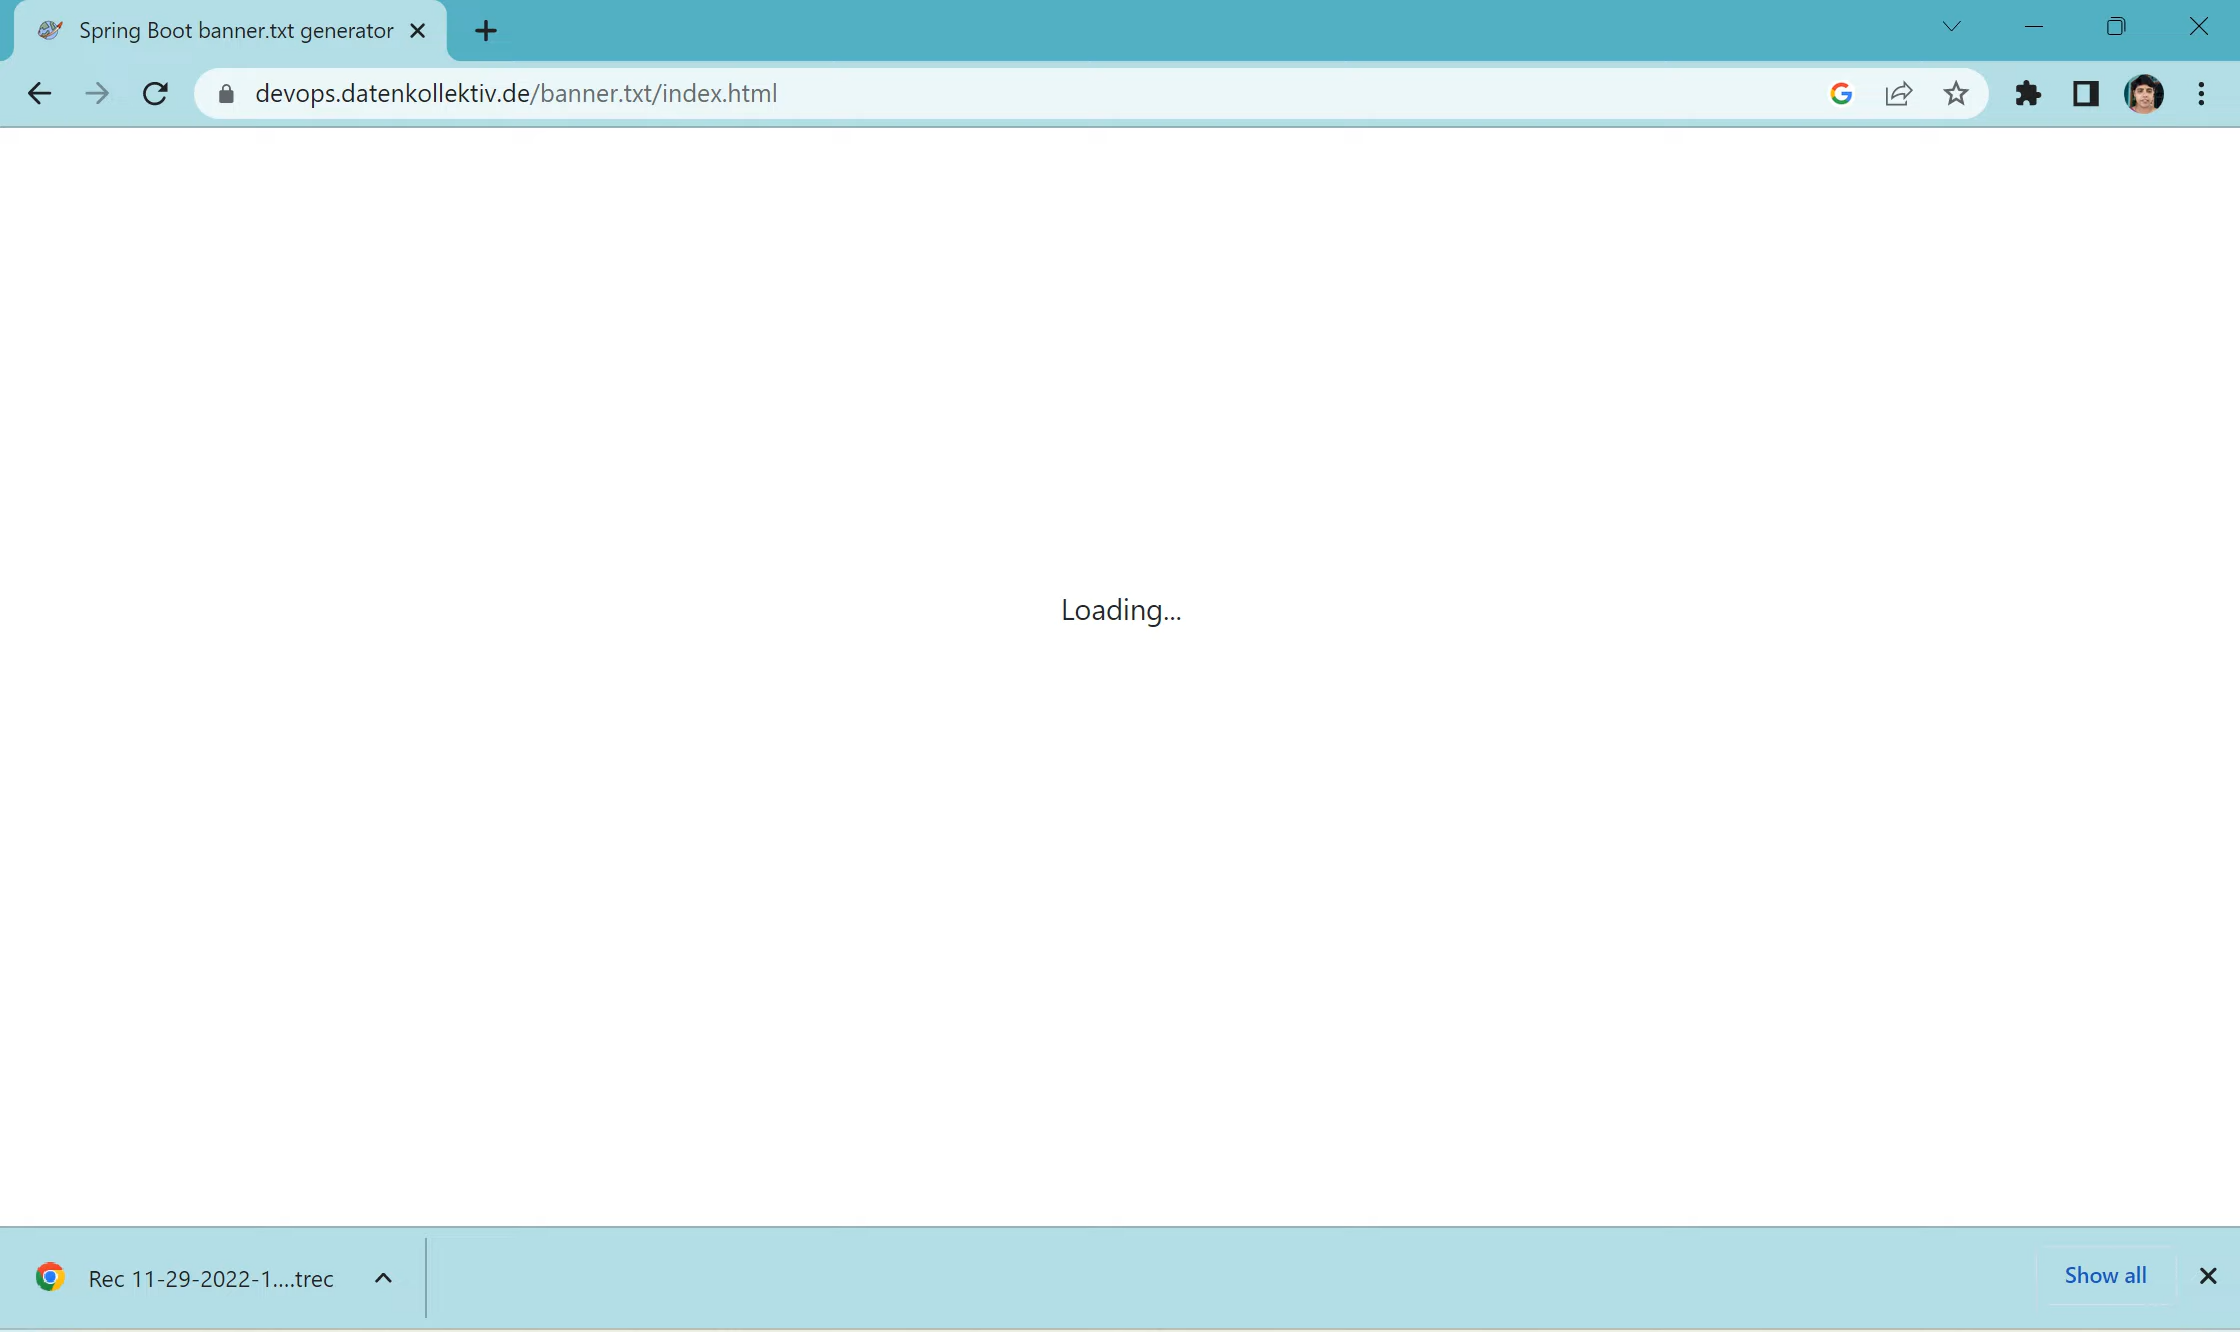 Spring Boot banner.txt generator
devops.datenkollektiv.de/banner.txt/index.html
Loading...
Rec 11-29-2022-1....trec
Show all